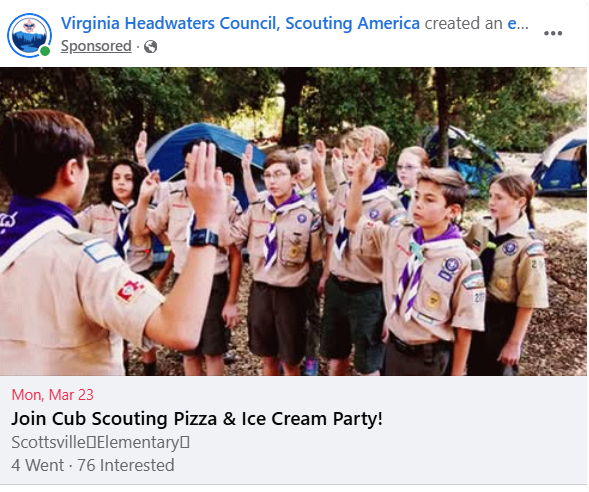 Virginia Headwaters Council, Scouting America created an e...
Sponsored ·
Mon, Mar 23
Join Cub Scouting Pizza & Ice Cream Party!
Scottsville▯Elementary▯
4 Went · 76 Interested